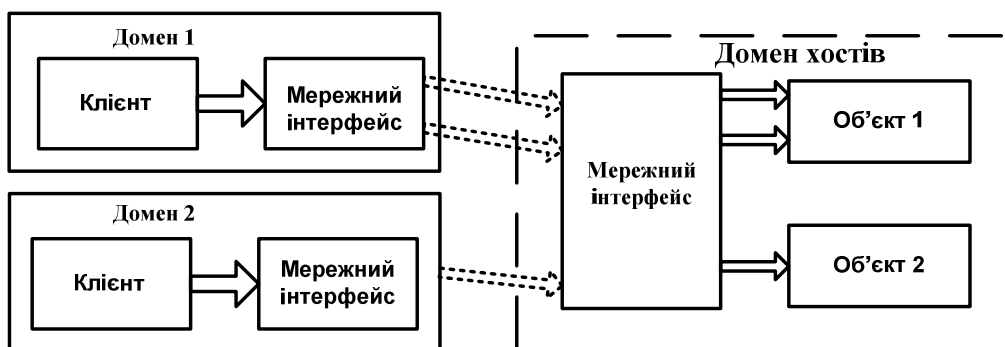 Домен 1
Клієнт
Мережний
інтерфейс
Домен 2
Клієнт
Мережний
інтерфейс
Домен хостів
Мережний
інтерфейс
Об’єкт 1
Об’єкт 2